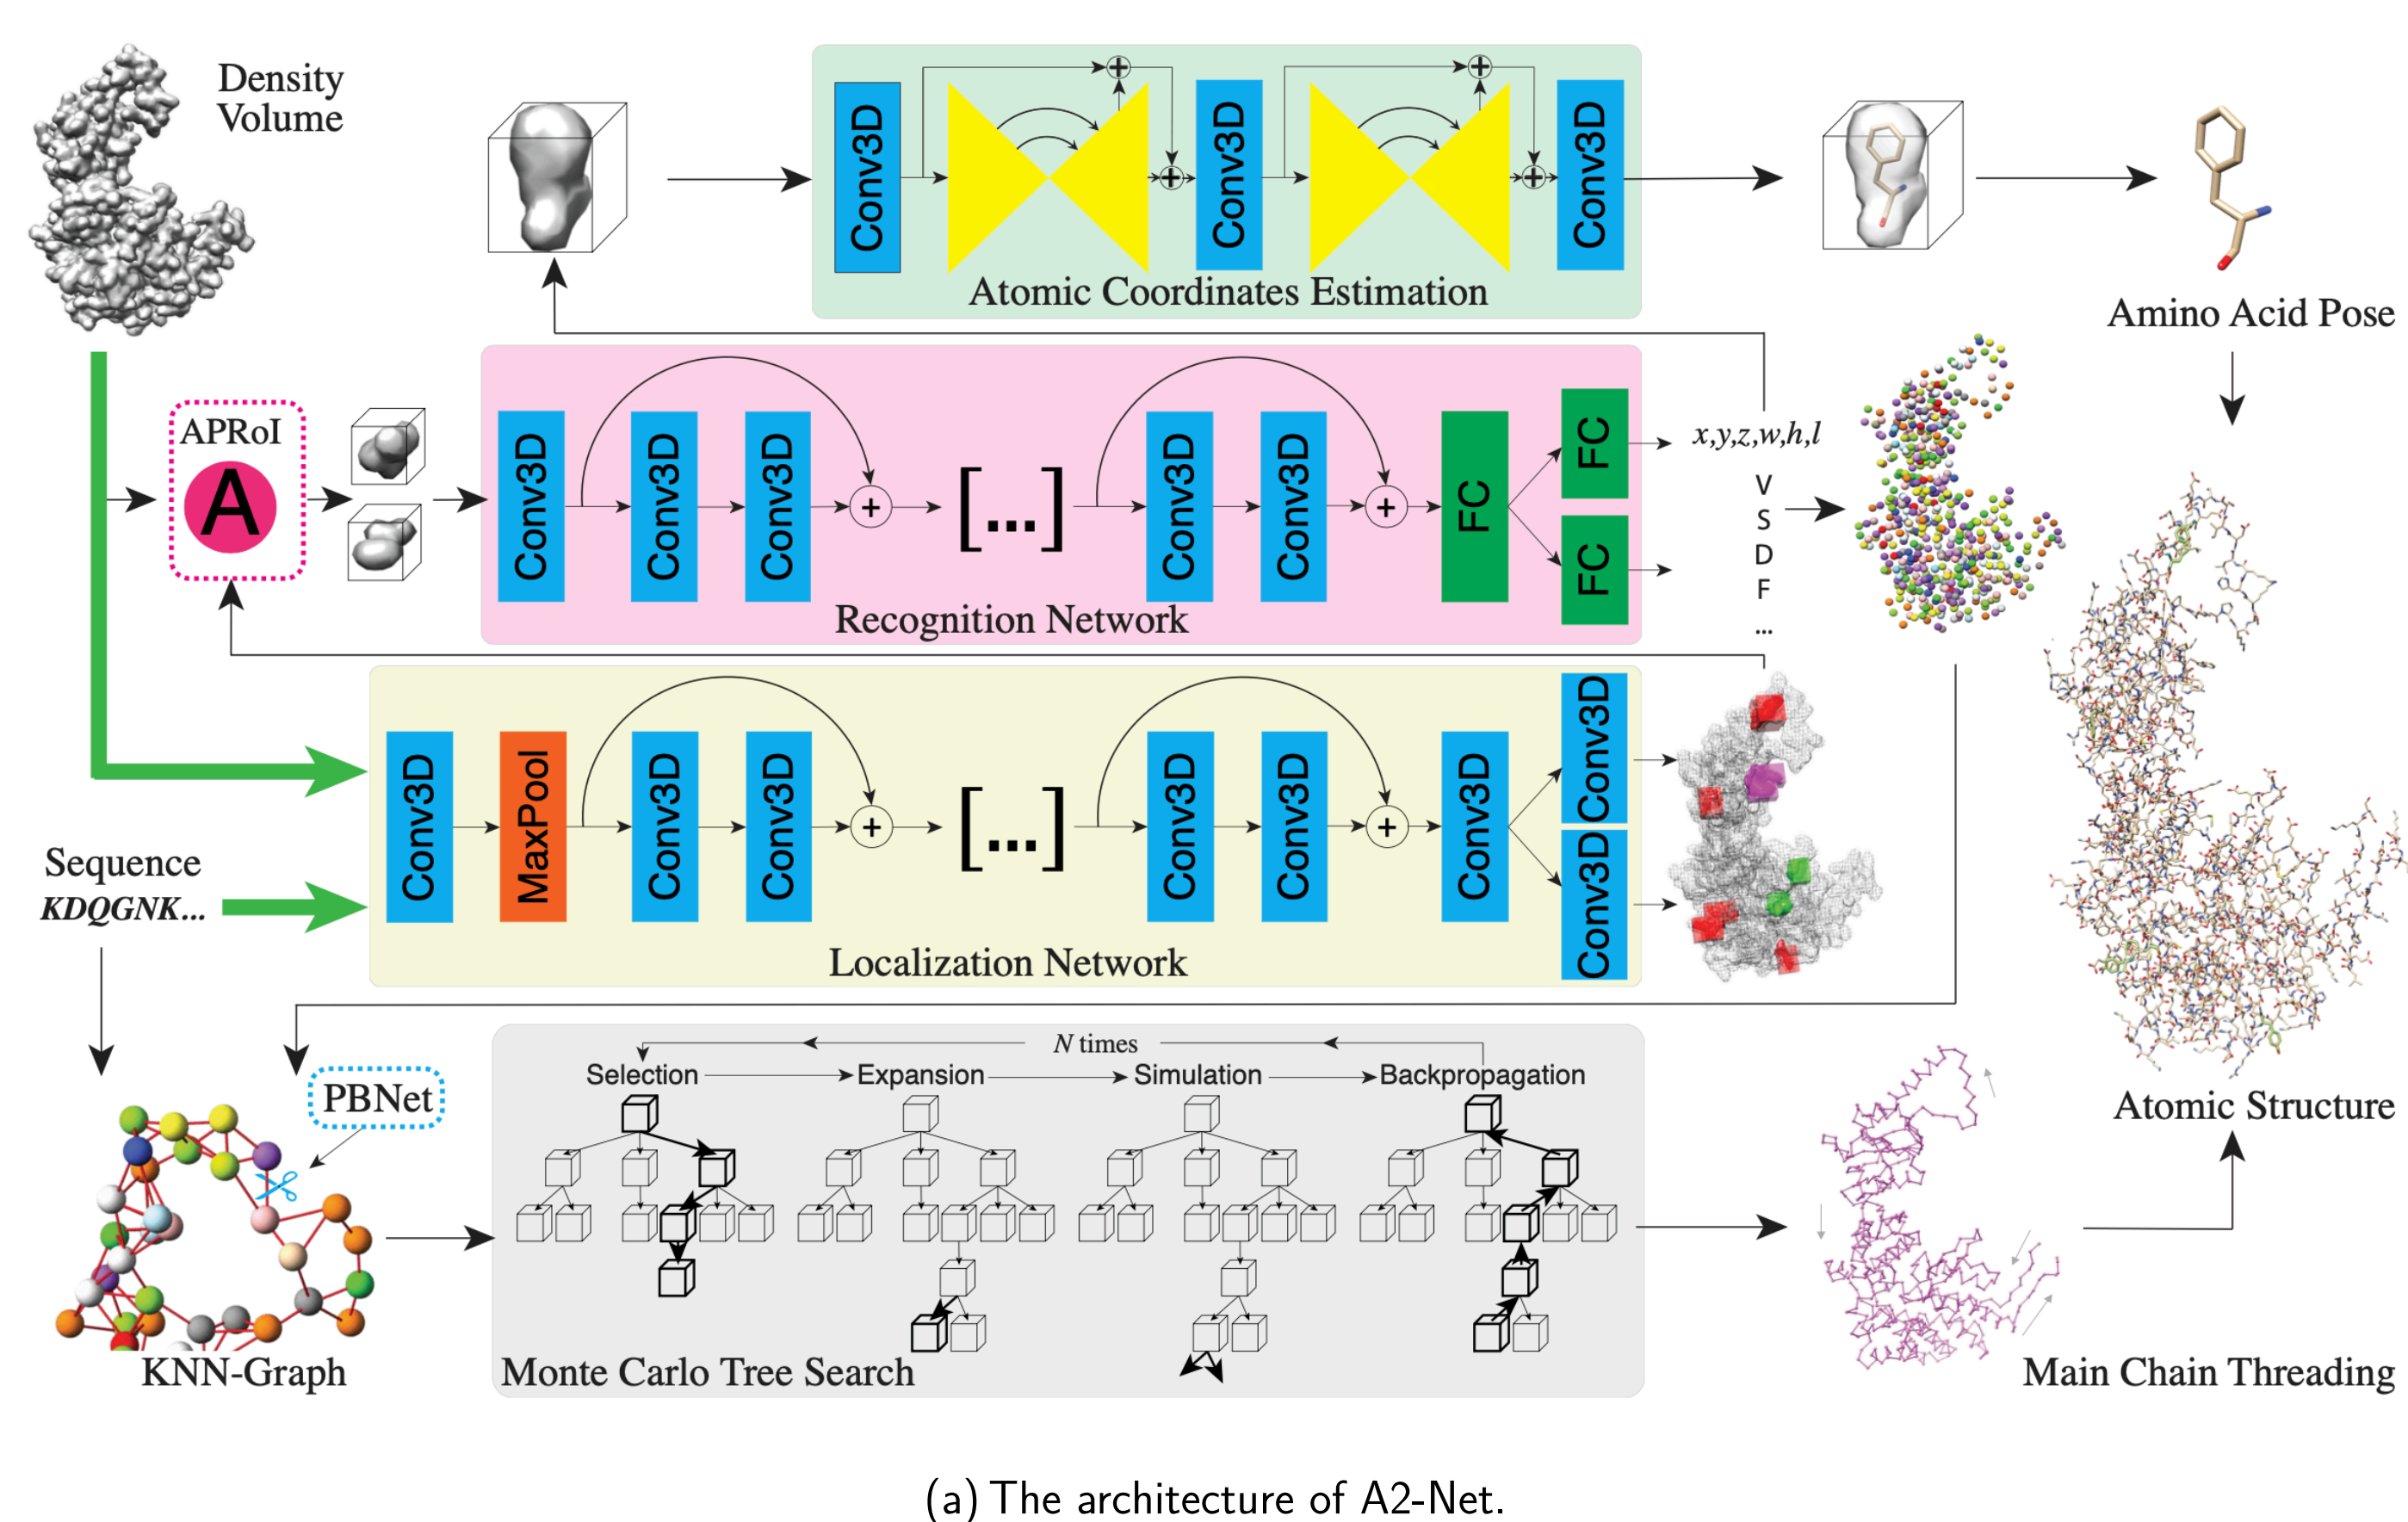 Density
Volume
Conv3D
Conv3D
Conv3D
Atomic Coordinates Estimation
Amino Acid Pose
APRoI
A
Conv3D
Conv3D
Conv3D
[...]
Conv3D
Conv3D
FC
FC
FC
Recognition Network
x,y,z,w,h,l
V
S
D
F
...
Sequence
KDQGNK...
Conv3D
MaxPool
Conv3D
Conv3D
[...]
Conv3D
Conv3D
Conv3D
Conv3D
Conv3D
Localization Network
Atomic Structure
PBNet
KNN-Graph
N times
Selection
Expansion
Simulation
Backpropagation
Monte Carlo Tree Search
Main Chain Threading
(a) The architecture of A2-Net.